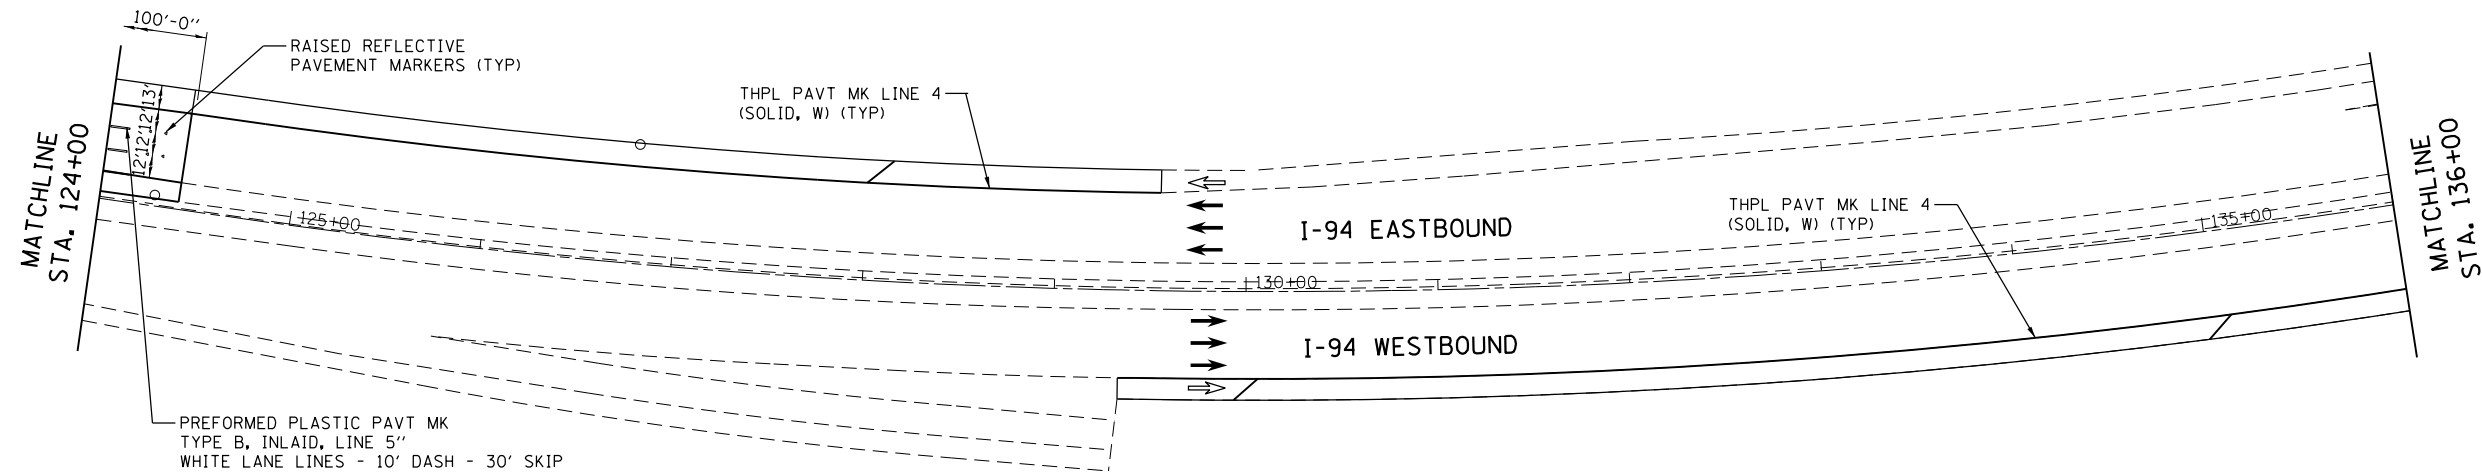 100'-0''
RAISED REFLECTIVE
PAVEMENT MARKERS (TYP)
THPL PAVT MK LINE 4
(SOLID, W) (TYP)
12'12'12'13'
MATCHLINE
STA. 124+00
125+00
I-94 EASTBOUND
130+00
THPL PAVT MK LINE 4
(SOLID, W) (TYP)
135+00
MATCHLINE
STA. 136+00
I-94 WESTBOUND
PREFORMED PLASTIC PAVT MK
TYPE B, INLAID, LINE 5''
WHITE LANE LINES - 10' DASH - 30' SKIP